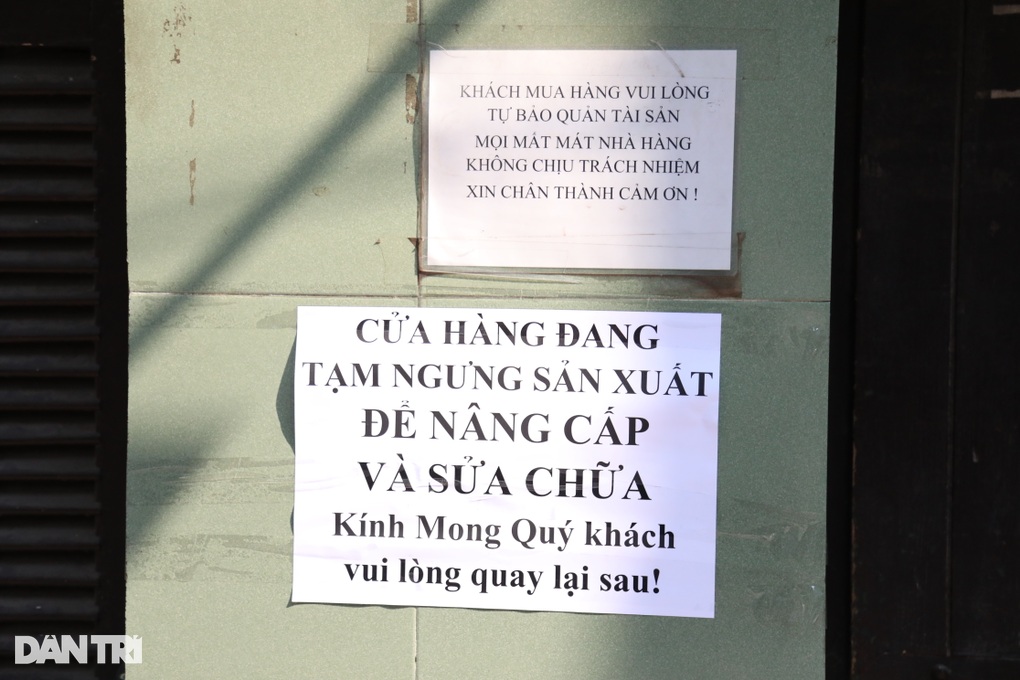 KHÁCH MUA HÀNG VUI LÒNG
TỰ BẢO QUẢN TÀI SẢN
MỌI MẤT MÁT NHÀ HÀNG
KHÔNG CHỊU TRÁCH NHIỆM
XIN CHÂN THÀNH CẢM ƠN !
CỬA HÀNG ĐANG
TẠM NGƯNG SẢN XUẤT
ĐỂ NÂNG CẤP
VÀ SỬA CHỮA
Kính Mong Quý khách
vui lòng quay lại sau!
DÂN TRÍ